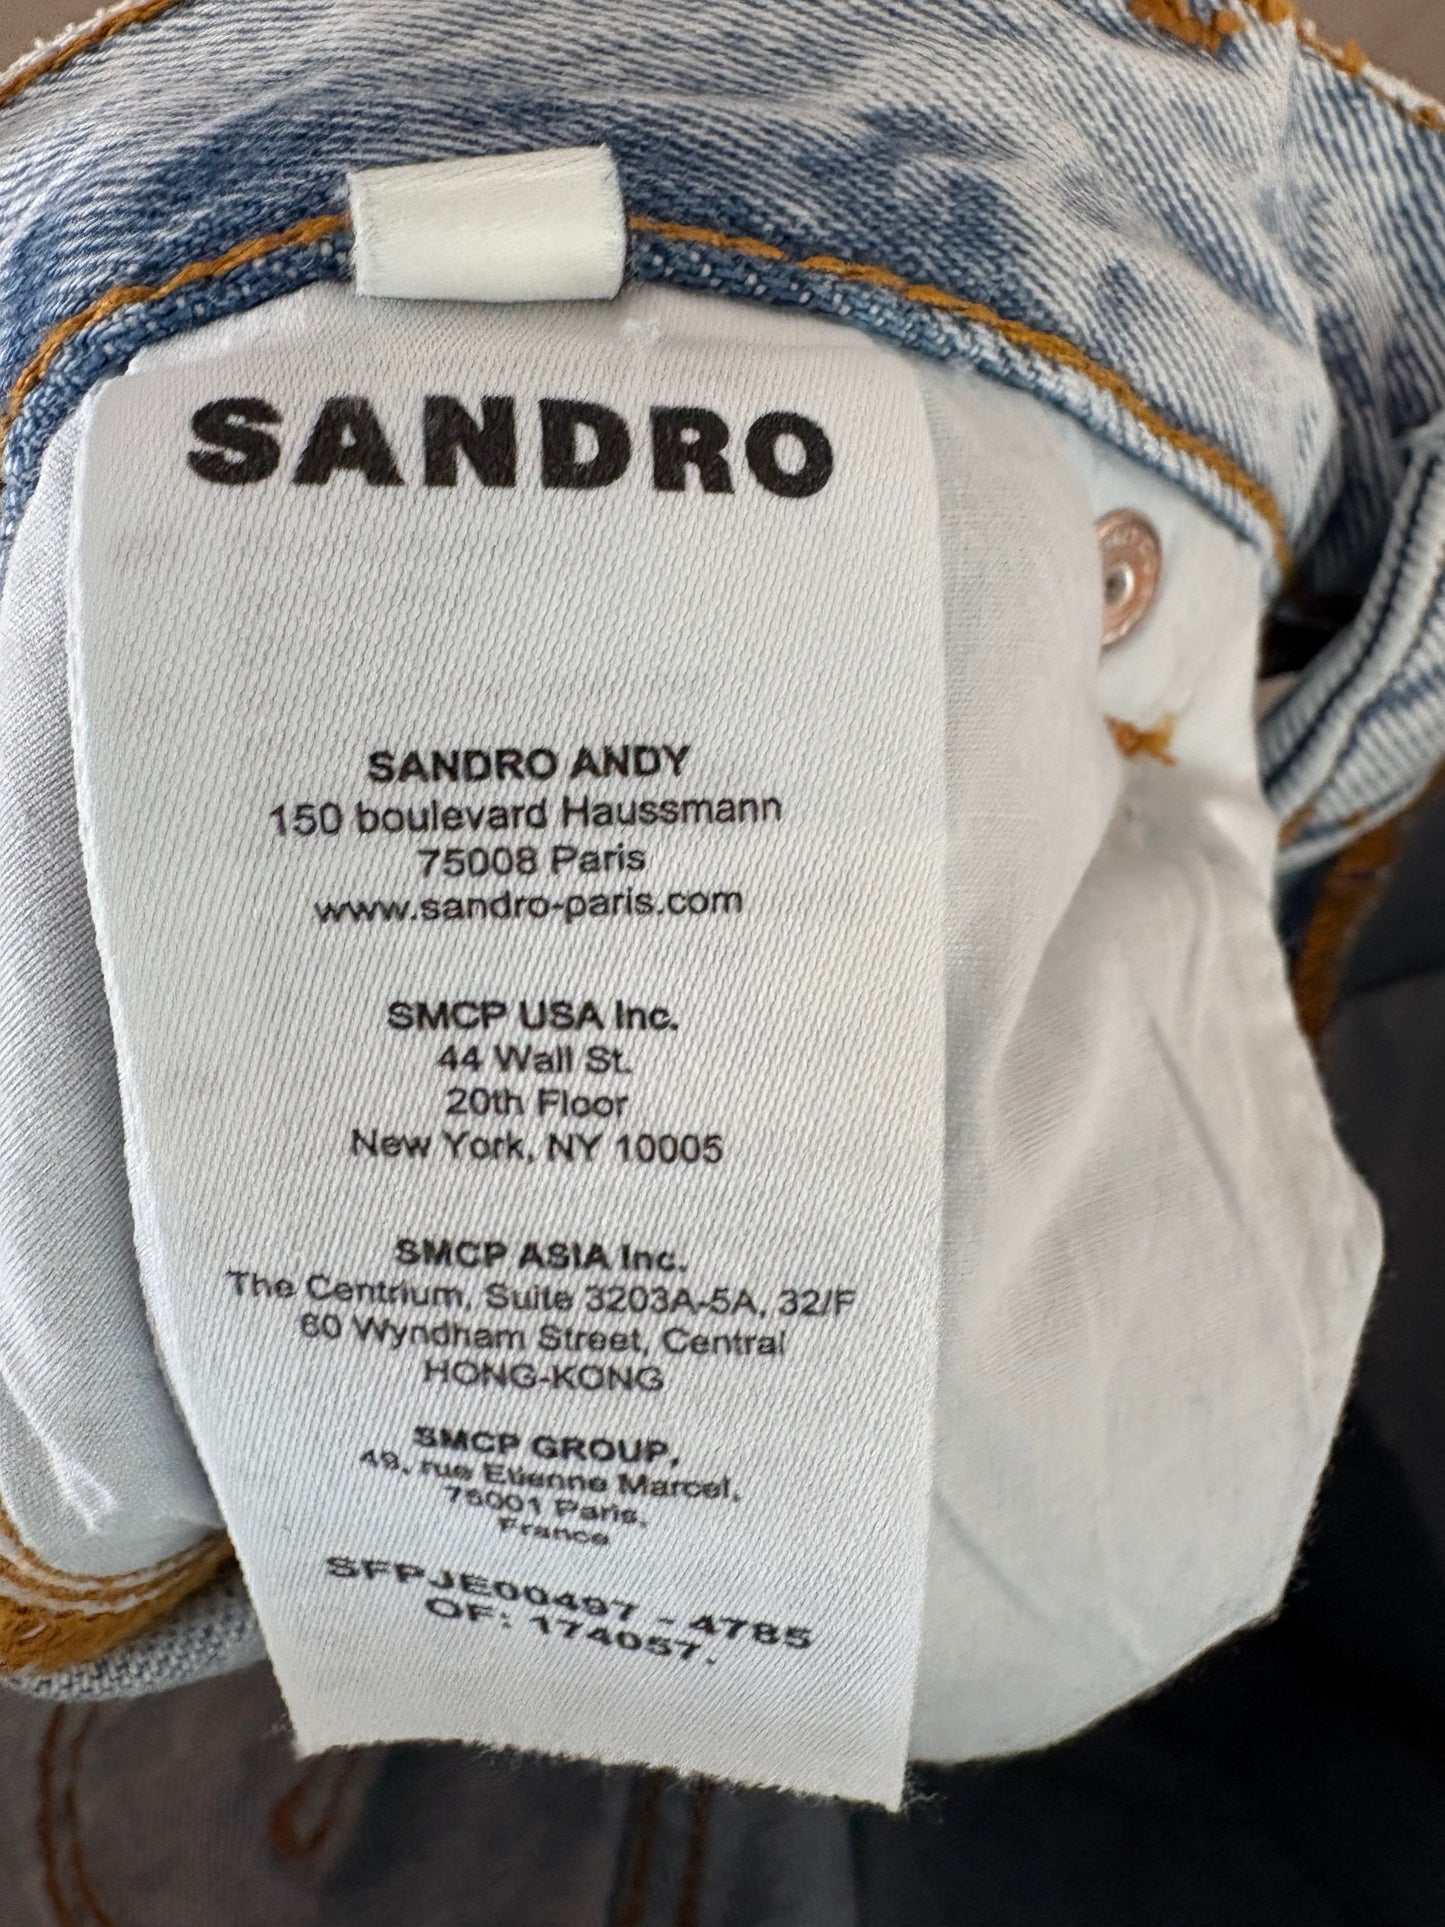 SANDRO
SANDRO ANDY
150 boulevard Haussmann
75008 Paris
www.sandro-paris.com
SMCP USA Inc.
44 Wall St.
20th Floor
New York, NY 10005
SMCP ASIA Inc.
The Centrium, Suite 3203A-5A, 32/F
60 Wyndham Street, Central
HONG-KONG
SMCP GROUP,
49, rue Etienne Marcel,
75001 Paris,
France
SFPJE00497 - 4785
OF: 174057.